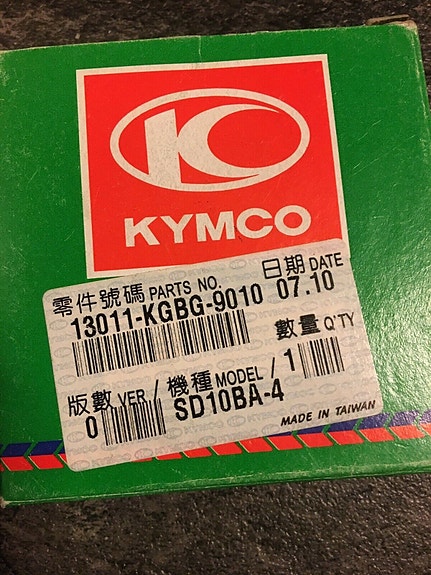 KYMCO
零件號碼 PARTS NO. 日期 DATE
13011-KGBG-9010 07.10
版數 VER / 機種 MODEL / 數量 Q'TY
0 SD10BA-4 1
MADE IN TAIWAN